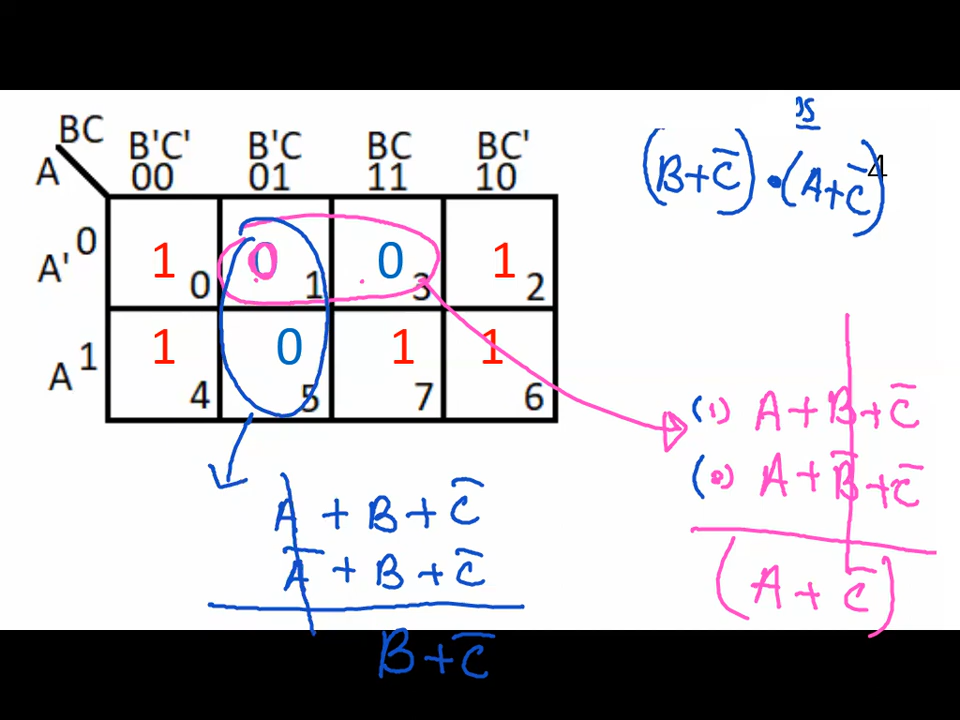 BC B'C' B'C BC BC'
A 00 01 11 10
A' 0 1 0 0 0 1 3 1 2
A 1 1 4 0 5 1 7 1 6
(B+C̅)•(A+C̅) 4
(1) A+B+C̅
A+B̅+C̅
(A+C̅)
A+B+C̅
A̅+B+C̅
B+C̅